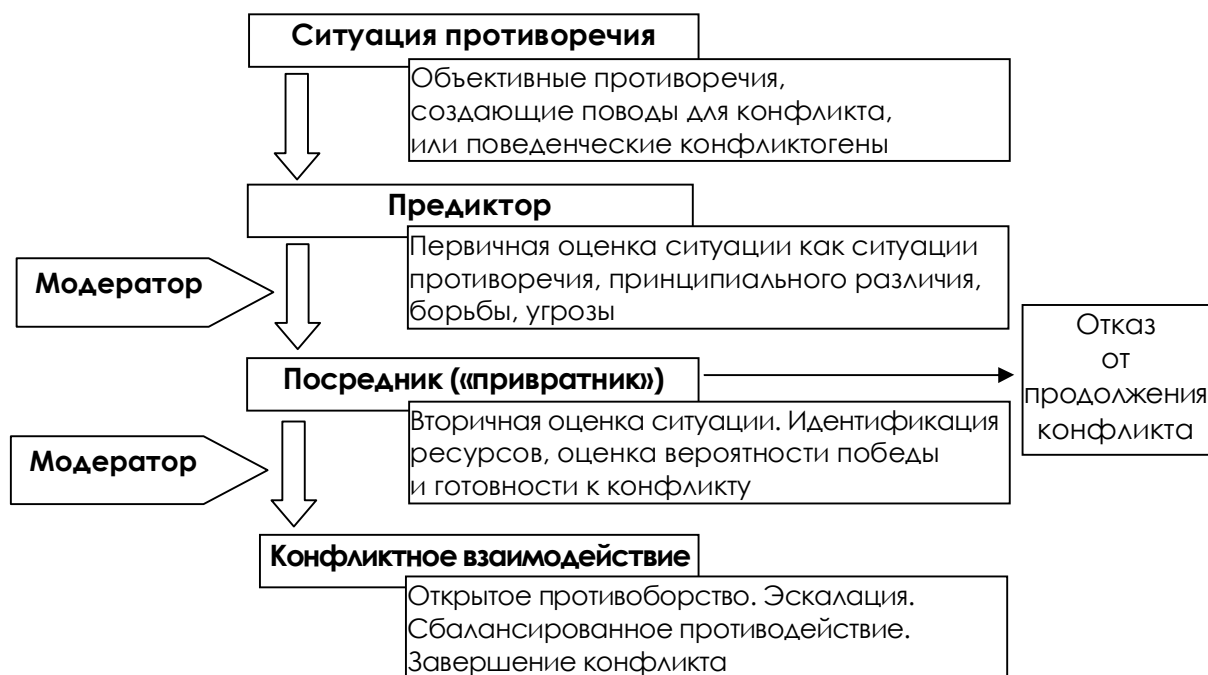 Ситуация противоречия
Объективные противоречия,
создающие поводы для конфликта,
или поведенческие конфликтогены
Предиктор
Первичная оценка ситуации как ситуации
противоречия, принципиального различия,
борьбы, угрозы
Модератор
Посредник («привратник»)
Отказ
от
продолжения
конфликта
Вторичная оценка ситуации. Идентификация
ресурсов, оценка вероятности победы
и готовности к конфликту
Модератор
Конфликтное взаимодействие
Открытое противоборство. Эскалация.
Сбалансированное противодействие.
Завершение конфликта